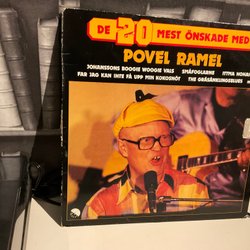 DE 20 MEST ÖNSKADE MED
POVEL RAMEL
JOHANSSONS BOOGIE WOOGIE VALS SMÅFOGLARNE
FAR JAG KAN INTE FÅ UPP MIN KOKOSNÖT THE GRÄSÄNKLINGSBLUES